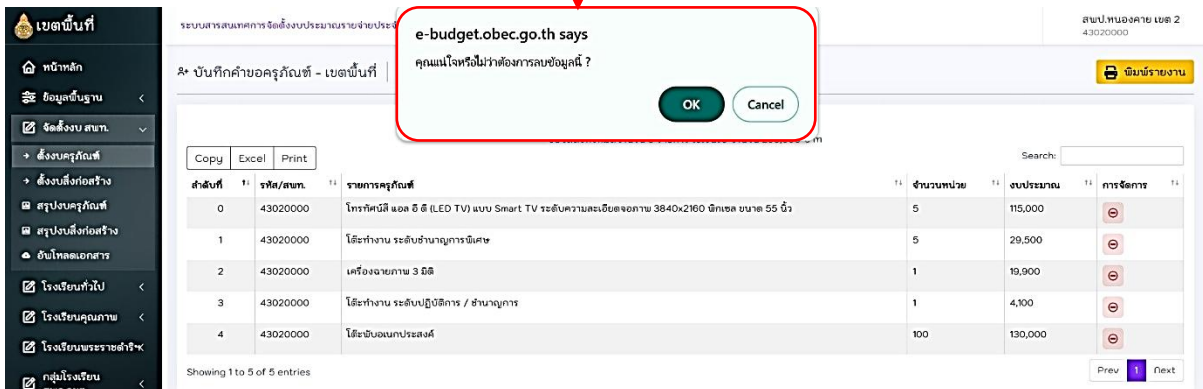 เขตพื้นที่
หน้าหลัก
ข้อมูลพื้นฐาน
จัดตั้งงบ สพท.
ตั้งงบครุภัณฑ์
ตั้งงบสิ่งก่อสร้าง
สรุปงบครุภัณฑ์
สรุปงบสิ่งก่อสร้าง
อัปโหลดเอกสาร
โรงเรียนทั่วไป
โรงเรียนคุณภาพ
โรงเรียนพระราชดำริฯ
กลุ่มโรงเรียน
ระบบสารสนเทศการจัดตั้งงบประมาณรายจ่ายประจำ
สพป.หนองคาย เขต 2
43020000
e-budget.obec.go.th says
คุณแน่ใจหรือไม่ว่าต้องการลบข้อมูลนี้ ?
OK Cancel
บันทึกคำขอครุภัณฑ์ - เขตพื้นที่
พิมพ์รายงาน
Copy Excel Print
Search:
ลำดับที่ รหัส/สพท. รายการครุภัณฑ์ จำนวนหน่วย งบประมาณ การจัดการ
0 43020000 โทรทัศน์สี แอล อี ดี (LED TV) แบบ Smart TV ระดับความละเอียดจอภาพ 3840x2160 พิกเซล ขนาด 55 นิ้ว 5 115,000
1 43020000 โต๊ะทำงาน ระดับชำนาญการพิเศษ 5 29,500
2 43020000 เครื่องฉายภาพ 3 มิติ 1 19,900
3 43020000 โต๊ะทำงาน ระดับปฏิบัติการ / ชำนาญการ 1 4,100
4 43020000 โต๊ะพับอเนกประสงค์ 100 130,000
Showing 1 to 5 of 5 entries
Prev 1 Next